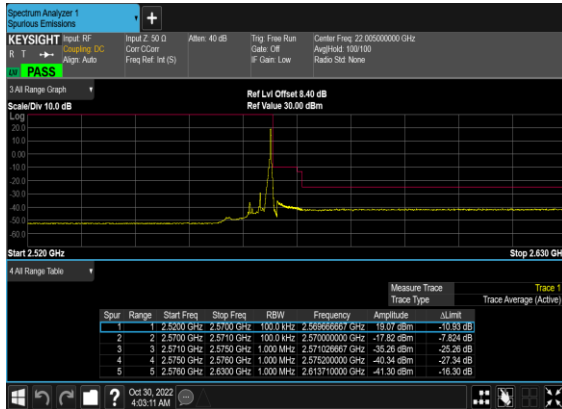 Spectrum Analyzer 1
Spurious Emissions
+
KEYSIGHT Input: RF Input Z: 50 Ω Atten: 40 dB Trig: Free Run Center Freq: 22.005000000 GHz
R T Coupling: DC Corr CCorr Gate: Off Avg|Hold: 100/100
Align: Auto Freq Ref: Int (S) IF Gain: Low Radio Std: None
LU PASS
3 All Range Graph
Ref Lvl Offset 8.40 dB
Scale/Div 10.0 dB Ref Value 30.00 dBm
Log
20.0
10.0
0.00
-10.0
-20.0
-30.0
-40.0
-50.0
-60.0
Start 2.520 GHz Stop 2.630 GH
4 All Range Table
Measure Trace Trace 1
Trace Type Trace Average (Active)
Spur Range Start Freq Stop Freq RBW Frequency Amplitude ΔLimit
1 1 2.5200 GHz 2.5700 GHz 100.0 kHz 2.569666667 GHz 19.07 dBm -10.93 dB
2 2 2.5700 GHz 2.5710 GHz 100.0 kHz 2.570000000 GHz -17.82 dBm -7.824 dB
3 3 2.5710 GHz 2.5750 GHz 1.000 MHz 2.571026667 GHz -35.26 dBm -25.26 dB
4 4 2.5750 GHz 2.5760 GHz 1.000 MHz 2.575200000 GHz -40.34 dBm -27.34 dB
5 5 2.5760 GHz 2.6300 GHz 1.000 MHz 2.613710000 GHz -41.30 dBm -16.30 dB
? Oct 30, 2022
4:03:11 AM